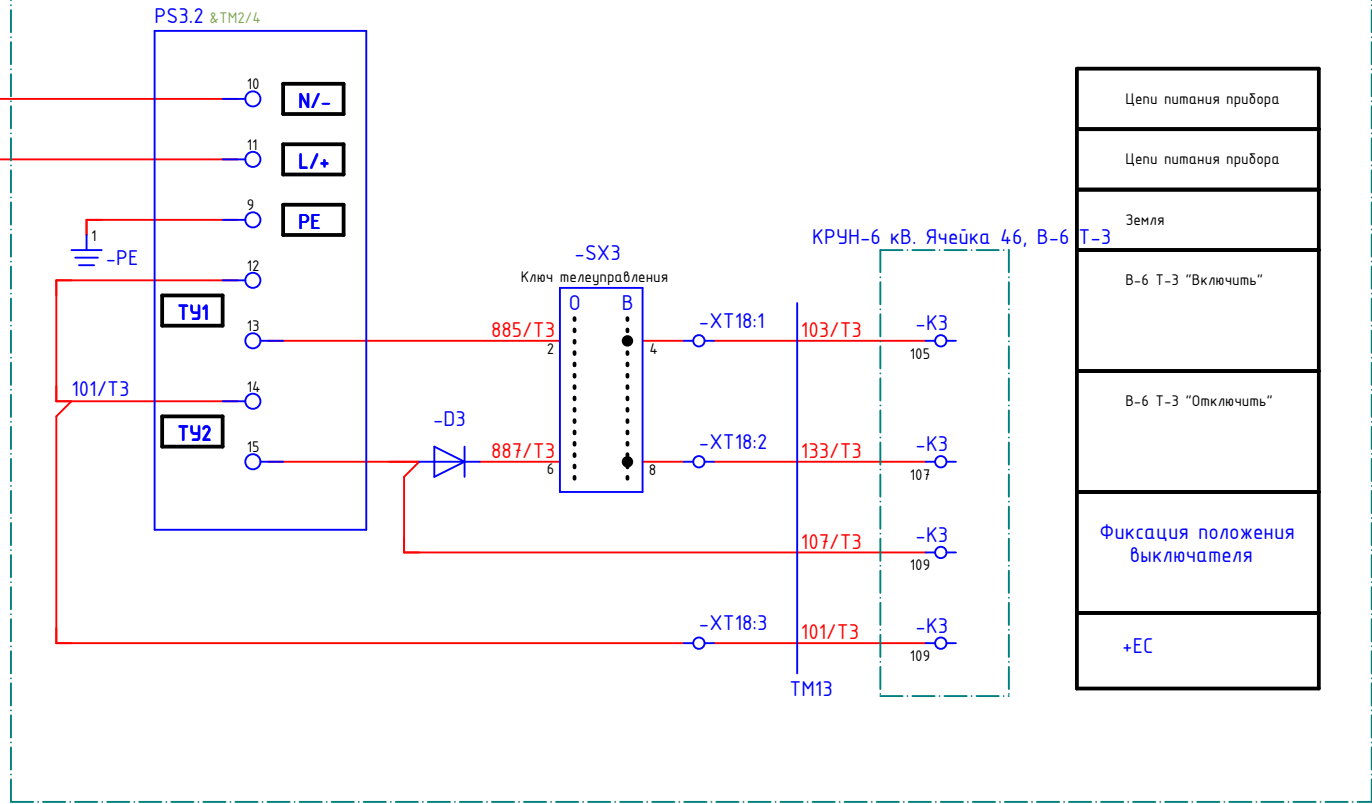 PS3.2 &TM2/4
10
N/-
Цепи питания прибора
11
L/+
Цепи питания прибора
9
PE
Земля
1
-PE
КРУН-6 кВ. Ячейка 46, В-6 Т-3
-SX3
Ключ телеуправления
12
В-6 Т-3 "Включить"
О
В
ТУ1
13
885/Т3
2
4
-XT18:1
103/Т3
-К3
105
101/Т3
14
В-6 Т-3 "Отключить"
ТУ2
15
-D3
887/Т3
6
8
-XT18:2
133/Т3
-К3
107
107/Т3
-К3
109
Фиксация положения
выключателя
-XT18:3
101/Т3
-К3
109
+ЕС
ТМ13